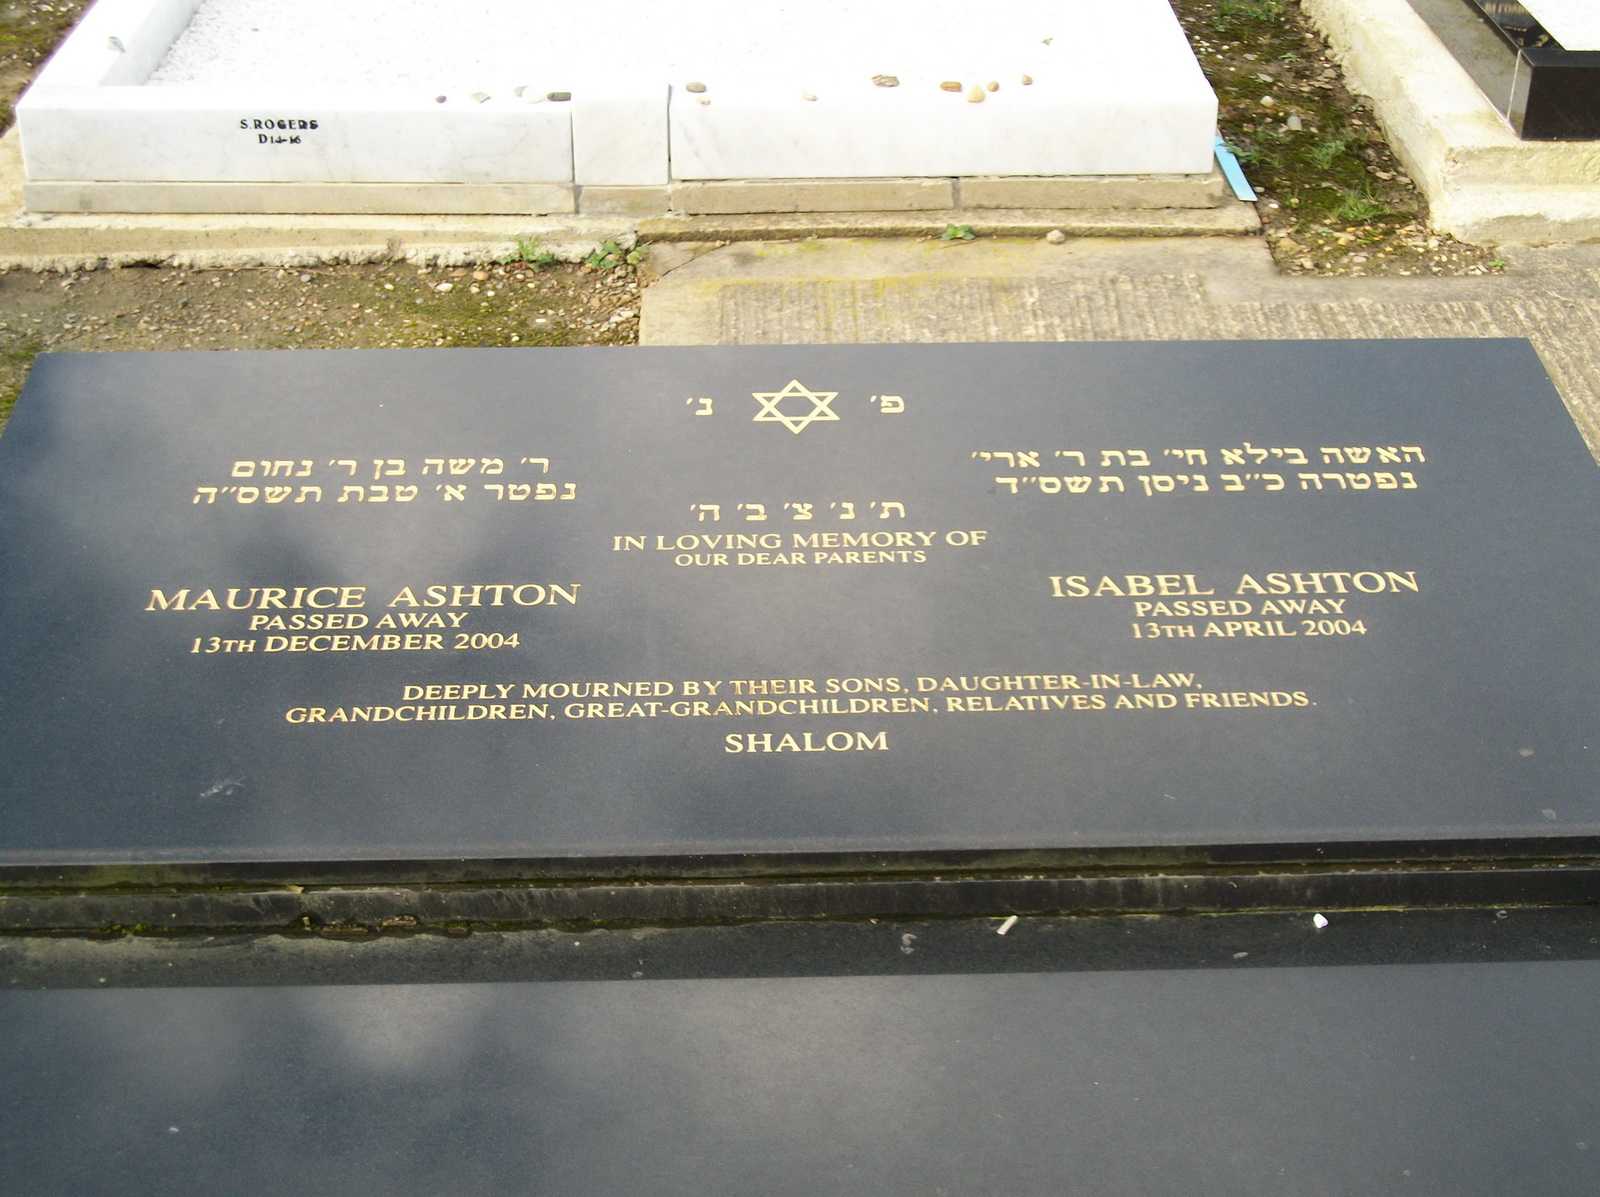 S. ROGERS
D14-16
פ׳ נ׳
האשה בילא חי׳ בת ר׳ ארי׳
נפטרה כ״ב ניסן תשס״ד
ר׳ משה בן ר׳ נחום
נפטר א׳ טבת תשס״ה
ת׳ נ׳ צ׳ ב׳ ה׳
IN LOVING MEMORY OF
OUR DEAR PARENTS
MAURICE ASHTON
PASSED AWAY
13TH DECEMBER 2004
ISABEL ASHTON
PASSED AWAY
13TH APRIL 2004
DEEPLY MOURNED BY THEIR SONS, DAUGHTER-IN-LAW,
GRANDCHILDREN, GREAT-GRANDCHILDREN, RELATIVES AND FRIENDS.
SHALOM